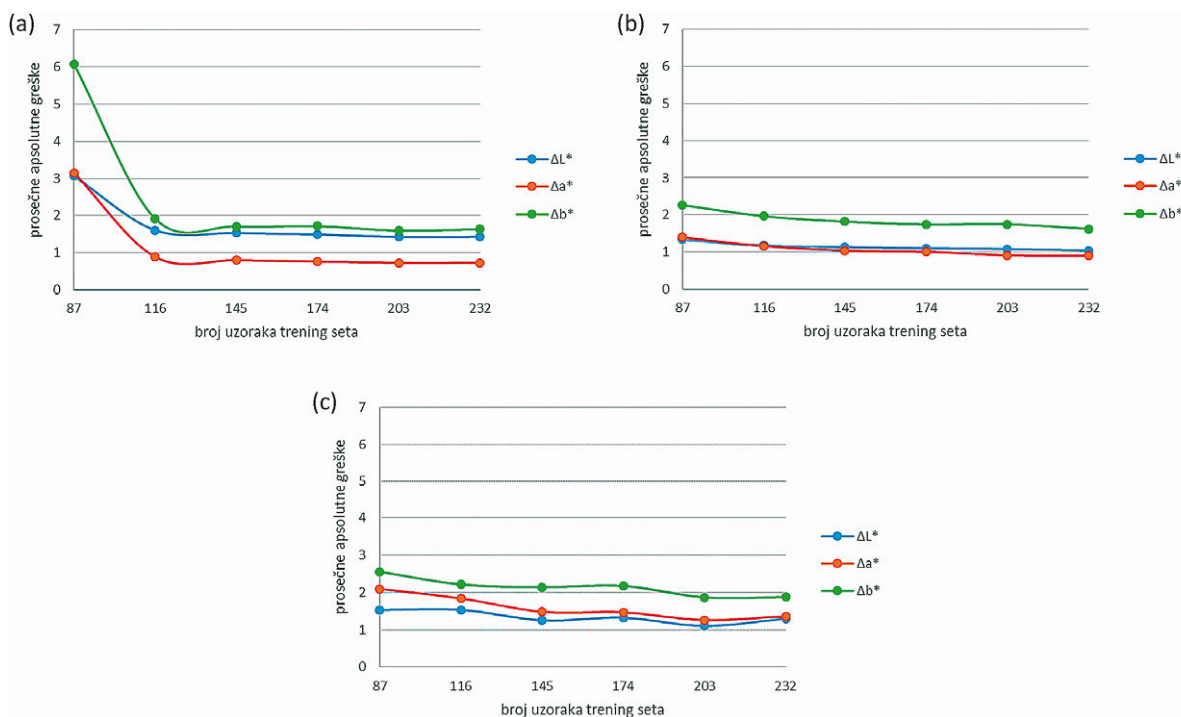 (a)
prosečne apsolutne greške
7
6
5
4
3
2
1
0
87 116 145 174 203 232
broj uzoraka trening seta
ΔL*
Δa*
Δb*
(b)
prosečne apsolutne greške
7
6
5
4
3
2
1
0
87 116 145 174 203 232
broj uzoraka trening seta
ΔL*
Δa*
Δb*
(c)
prosečne apsolutne greške
7
6
5
4
3
2
1
0
87 116 145 174 203 232
broj uzoraka trening seta
ΔL*
Δa*
Δb*